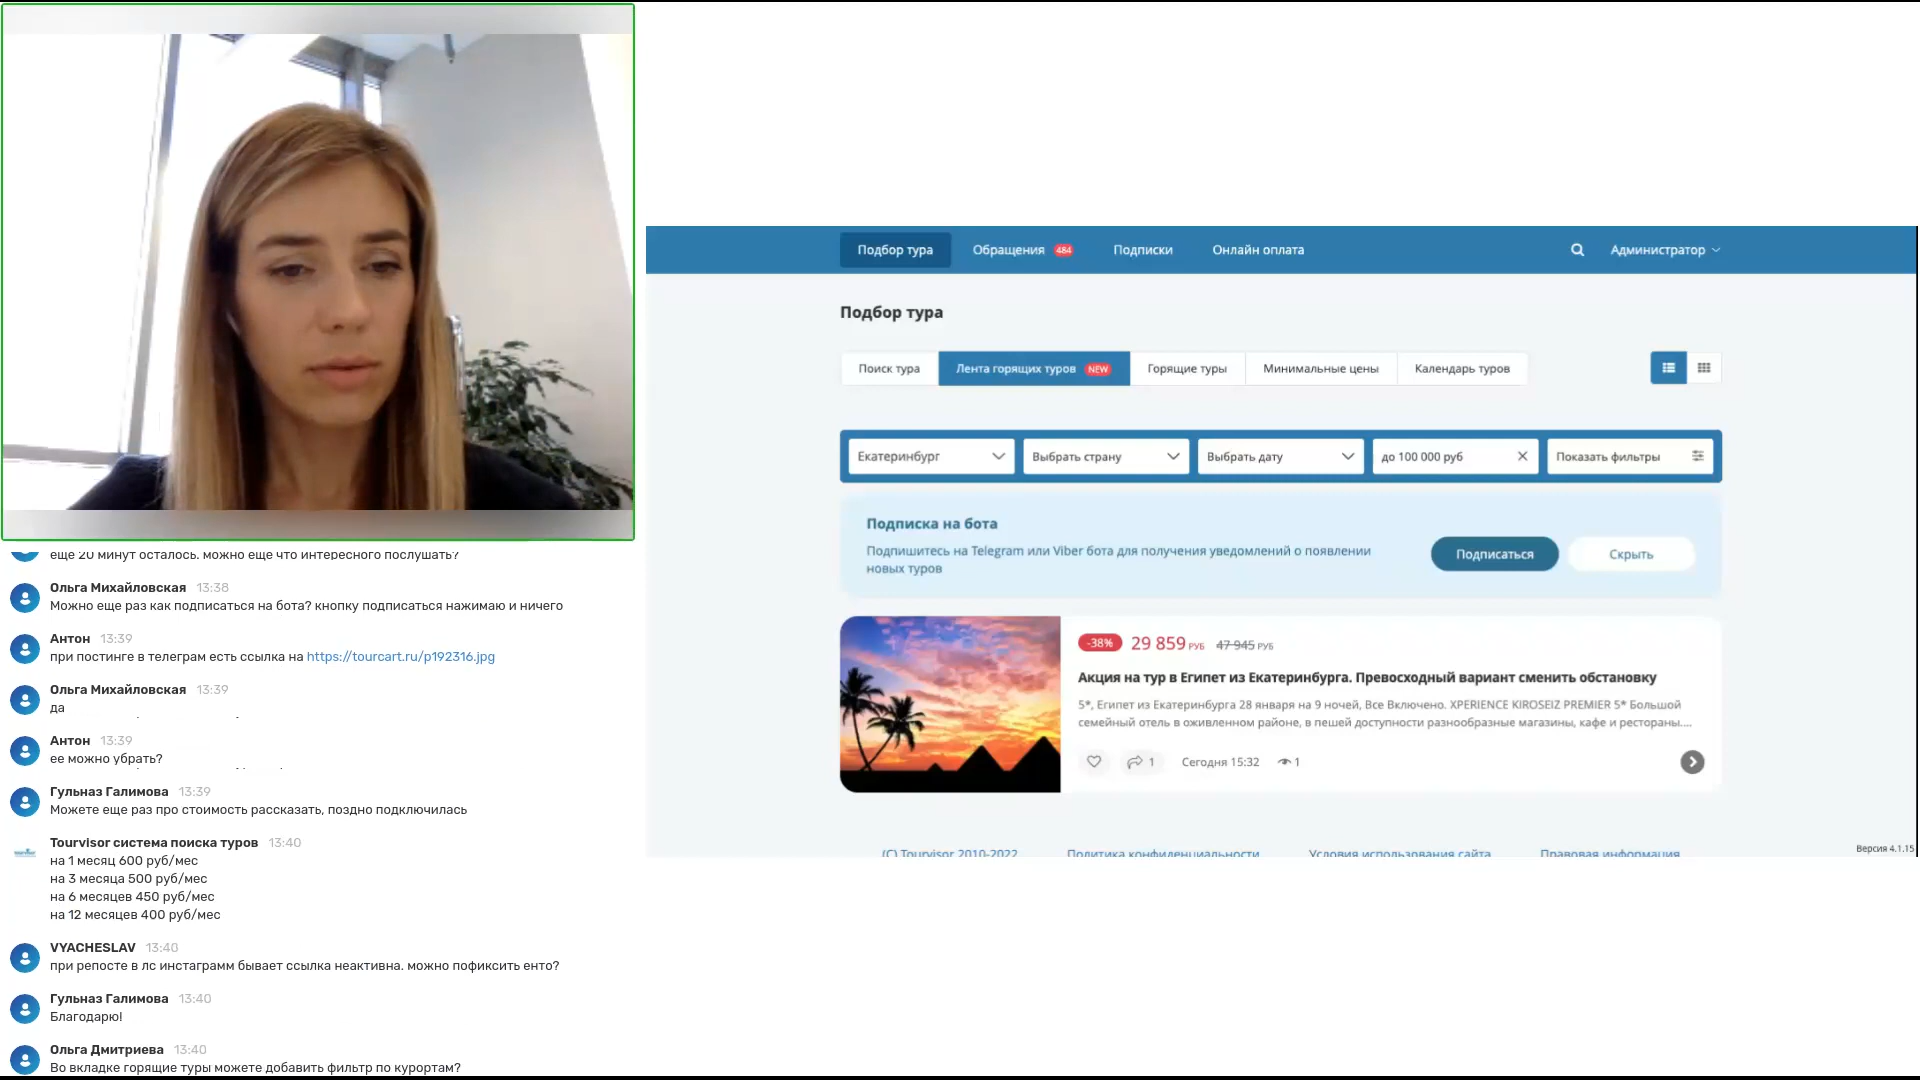 еще 20 минут осталось. можно еще что интересного послушать?
Ольга Михайловская 13:38
Можно еще раз как подписаться на бота? кнопку подписаться нажимаю и ничего
Антон 13:39
при постинге в телеграм есть ссылка на https://tourcart.ru/p192316.jpg
Ольга Михайловская 13:39
да
Антон 13:39
ее можно убрать?
Гульназ Галимова 13:39
Можете еще раз про стоимость рассказать, поздно подключилась
Tourvisor система поиска туров 13:40
на 1 месяц 600 руб/мес
на 3 месяца 500 руб/мес
на 6 месяцев 450 руб/мес
на 12 месяцев 400 руб/мес
VYACHESLAV 13:40
при репосте в лс инстаграмм бывает ссылка неактивна. можно пофиксить енто?
Гульназ Галимова 13:40
Благодарю!
Ольга Дмитриева 13:40
Во вкладке горящие туры можете добавить фильтр по курортам?
Подбор тура Обращения 484 Подписки Онлайн оплата Администратор
Подбор тура
Поиск тура Лента горящих туров NEW Горящие туры Минимальные цены Календарь туров
Екатеринбург Выбрать страну Выбрать дату до 100 000 руб Показать фильтры
Подписка на бота
Подпишитесь на Telegram или Viber бота для получения уведомлений о появлении
новых туров
Подписаться Скрыть
-38% 29 859 РУБ 47 945 РУБ
Акция на тур в Египет из Екатеринбурга. Превосходный вариант сменить обстановку
5*, Египет из Екатеринбурга 28 января на 9 ночей, Все Включено. XPERIENCE KIROSEIZ PREMIER 5* Большой
семейный отель в оживленном районе, в пешей доступности разнообразные магазины, кафе и рестораны....
1 Сегодня 15:32 1
(C) Tourvisor 2010-2022 Политика конфиденциальности Условия использования сайта Правовая информация
Версия 4.1.15